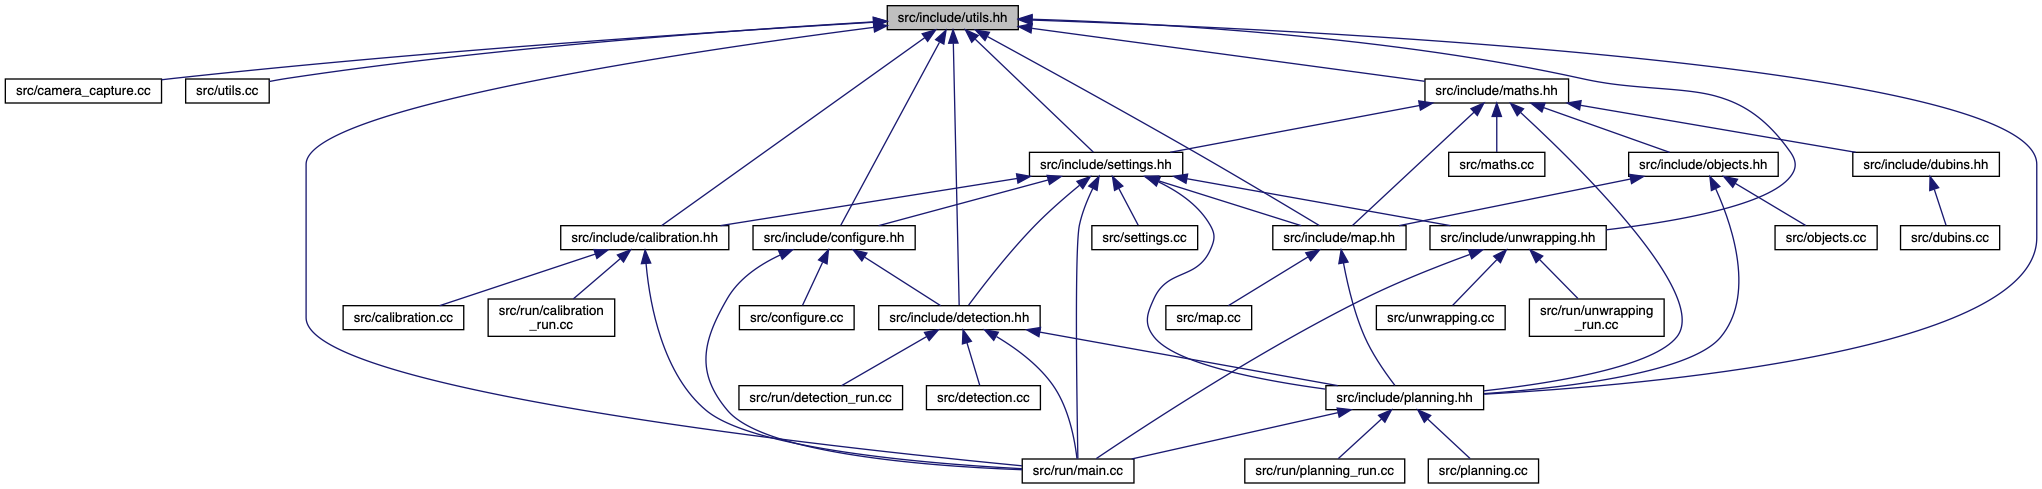 src/include/utils.hh
src/camera_capture.cc
src/utils.cc
src/include/maths.hh
src/include/settings.hh
src/maths.cc
src/include/objects.hh
src/include/dubins.hh
src/include/calibration.hh
src/include/configure.hh
src/settings.cc
src/include/map.hh
src/include/unwrapping.hh
src/objects.cc
src/dubins.cc
src/calibration.cc
src/run/calibration
_run.cc
src/configure.cc
src/include/detection.hh
src/map.cc
src/unwrapping.cc
src/run/unwrapping
_run.cc
src/run/detection_run.cc
src/detection.cc
src/include/planning.hh
src/run/main.cc
src/run/planning_run.cc
src/planning.cc